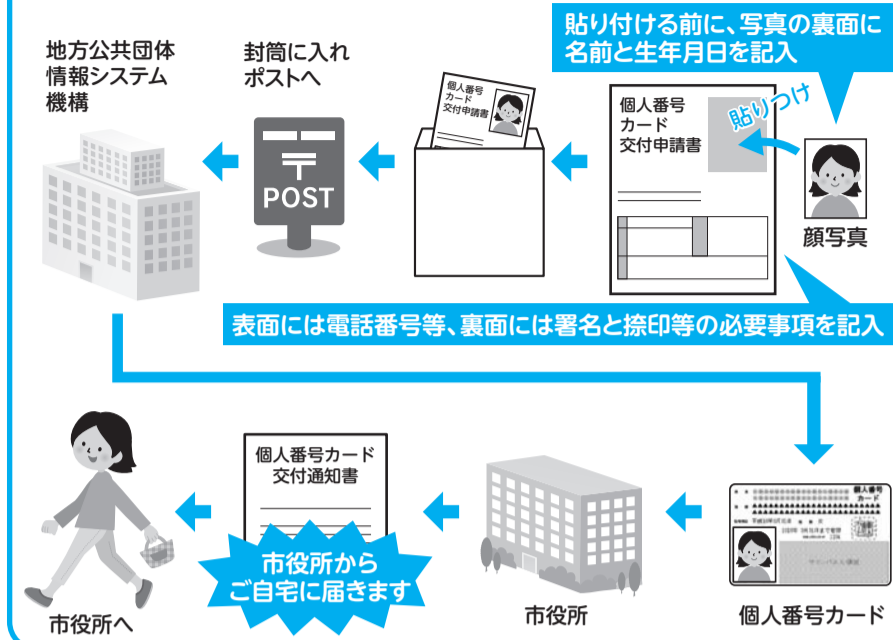 貼り付ける前に、写真の裏面に
名前と生年月日を記入
地方公共団体
情報システム
機構
封筒に入れ
ポストへ
〒
POST
個人番号
カード
交付申請書
個人番号
カード
交付申請書
貼りつけ
顔写真
表面には電話番号等、裏面には署名と捺印等の必要事項を記入
市役所へ
個人番号カード
交付通知書
市役所から
ご自宅に届きます
市役所
個人番号
カード
個人番号カード